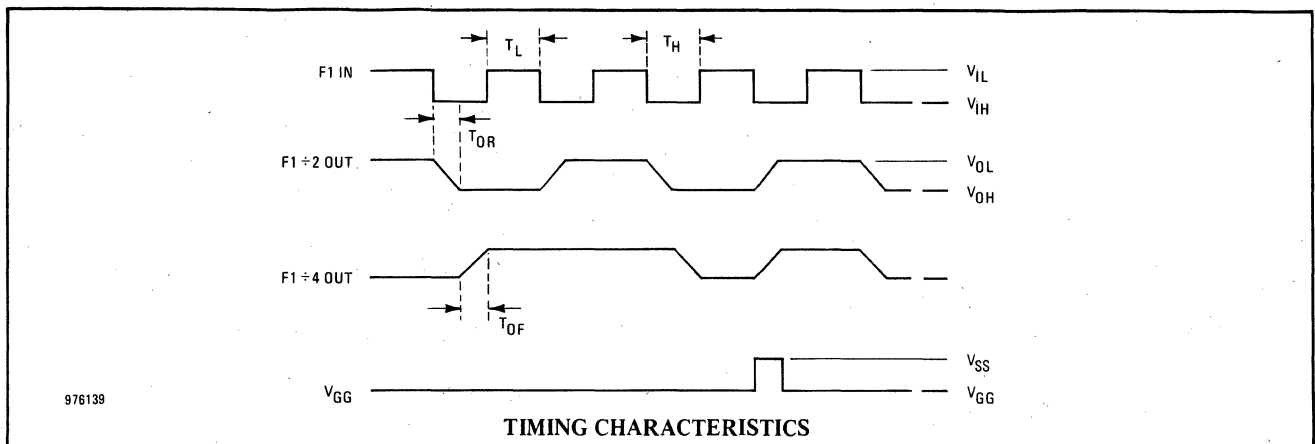 T_L
T_H
F1 IN
V_iL
V_iH
T_OR
F1 ÷2 OUT
V_OL
V_OH
F1 ÷4 OUT
T_OF
V_SS
V_GG
V_GG
976139
TIMING CHARACTERISTICS